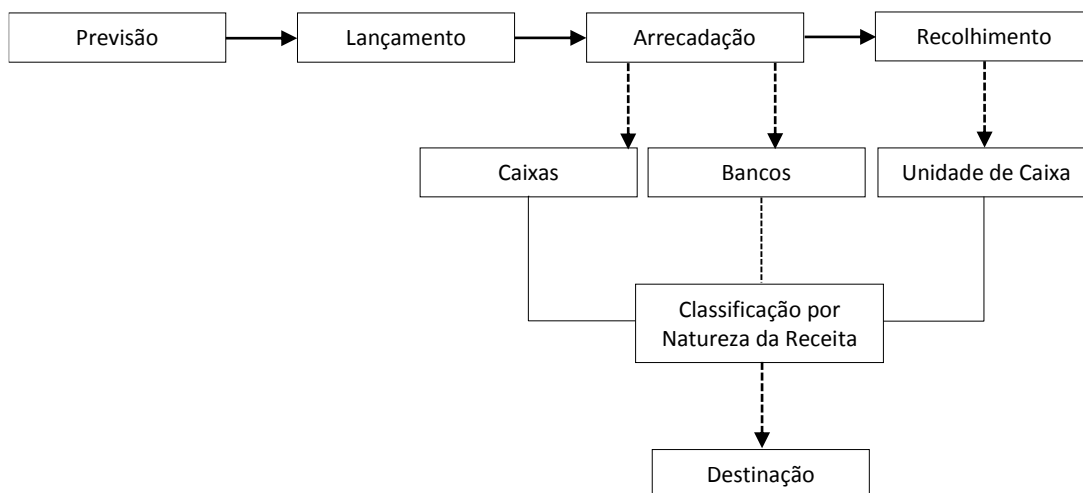 Previsão
Lançamento
Arrecadação
Recolhimento
Caixas
Bancos
Unidade de Caixa
Classificação por
Natureza da Receita
Destinação